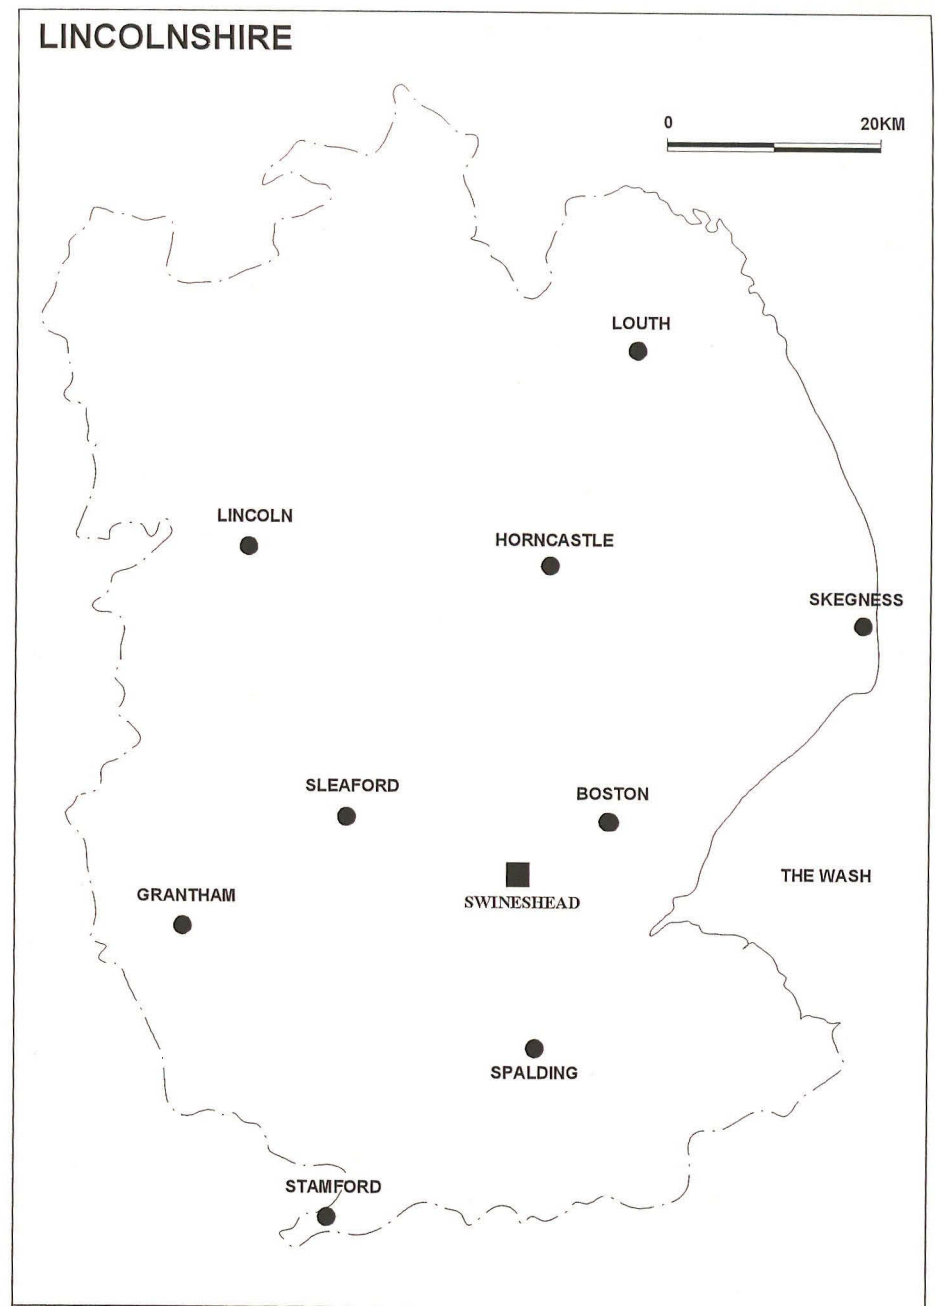 LINCOLNSHIRE
0 20KM
LOUTH
LINCOLN
HORNCASTLE
SKEGNESS
SLEAFORD
BOSTON
THE WASH
GRANTHAM
SWINESHEAD
SPALDING
STAMFORD